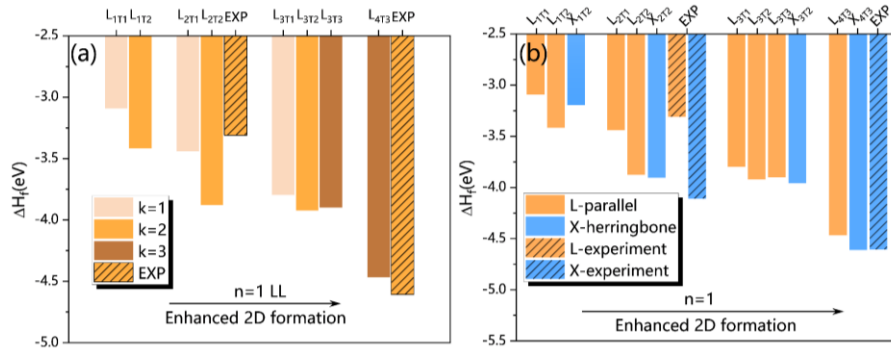 L1T1 L1T2 L2T1 L2T2 EXP L3T1 L3T2 L3T3 L4T3 EXP
(a)
-2.5
-3.0
-3.5
-4.0
-4.5
-5.0
ΔHf(eV)
k=1
k=2
k=3
EXP
n=1 LL
Enhanced 2D formation
L1T1 L1T2 X1T2 L2T1 L2T2 X2T2 EXP L3T1 L3T2 L3T3 X3T2 L4T3 X4T3 EXP
(b)
-2.5
-3.0
-3.5
-4.0
-4.5
-5.0
-5.5
ΔHf(eV)
L-parallel
X-herringbone
L-experiment
X-experiment
n=1
Enhanced 2D formation